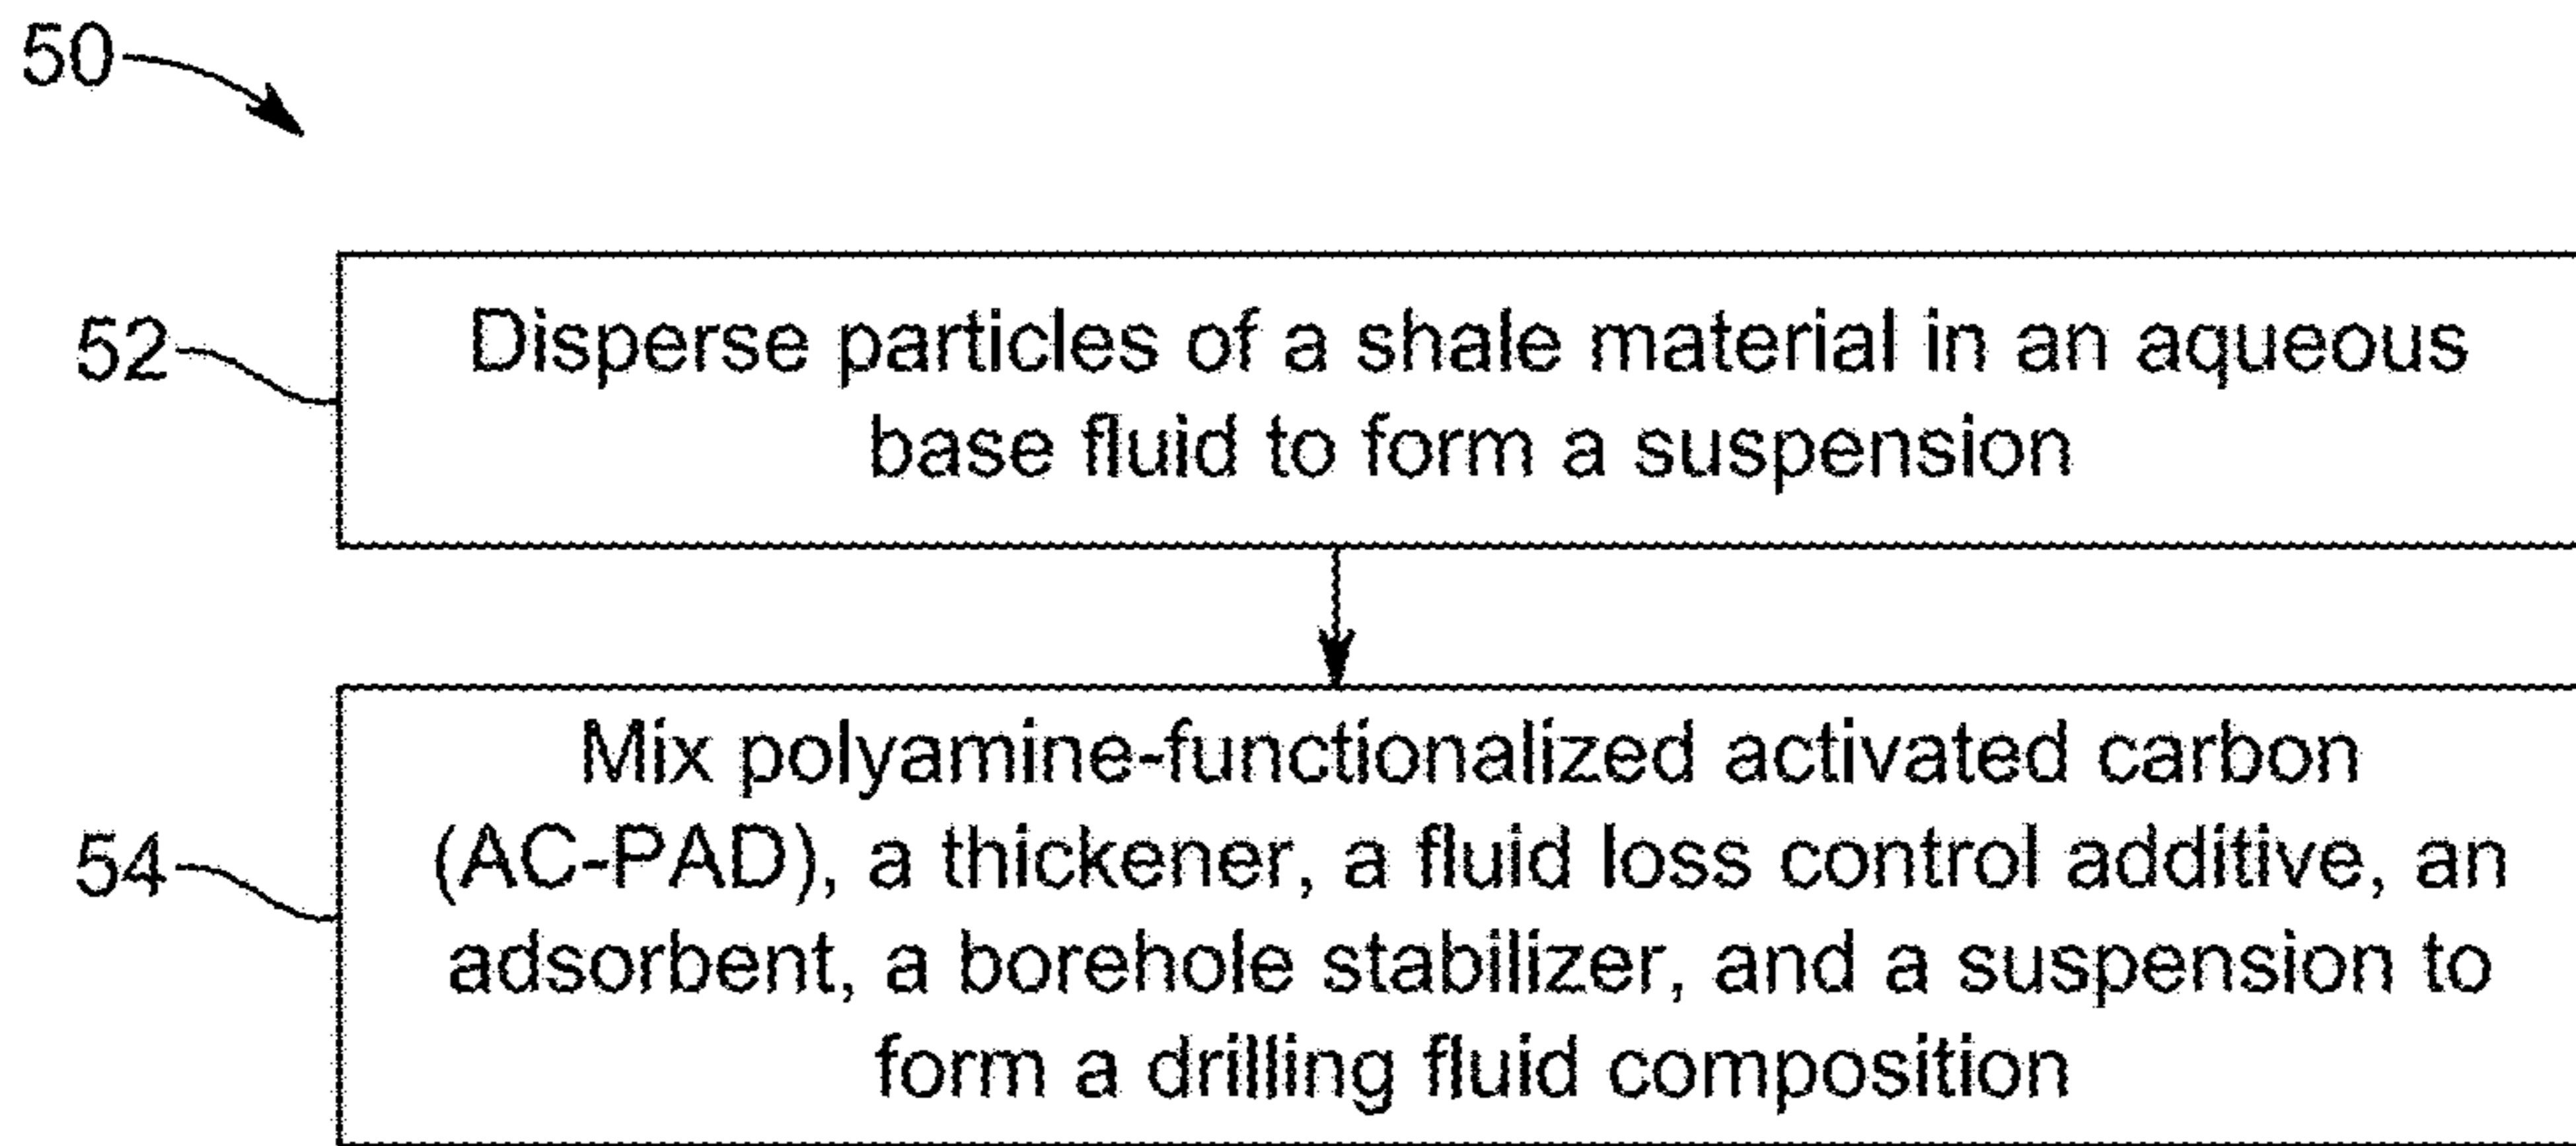 50
52
Disperse particles of a shale material in an aqueous
base fluid to form a suspension
54
Mix polyamine-functionalized activated carbon
(AC-PAD), a thickener, a fluid loss control additive, an
adsorbent, a borehole stabilizer, and a suspension to
form a drilling fluid composition